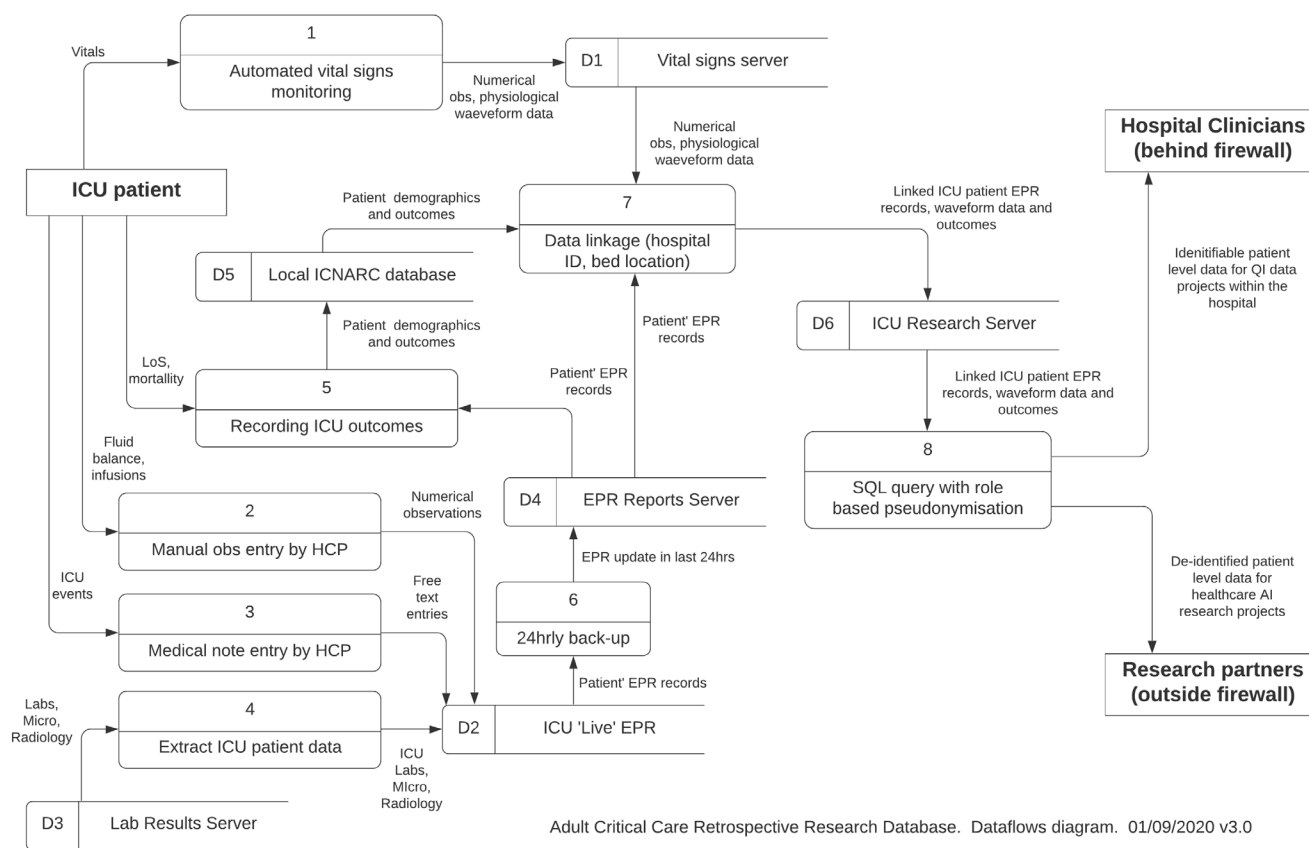 1
Automated vital signs
monitoring
Vitals
Numerical
obs, physiological
waeveform data
D1
Vital signs server
Numerical
obs, physiological
waeveform data
Hospital Clinicians
(behind firewall)
ICU patient
Patient demographics
and outcomes
7
Data linkage (hospital
ID, bed location)
Linked ICU patient EPR
records, waveform data and
outcomes
D5
Local ICNARC database
Idenitifiable patient
level data for QI data
projects within the
hospital
Patient demographics
and outcomes
Patient' EPR
records
D6
ICU Research Server
LoS,
mortallity
5
Recording ICU outcomes
Patient' EPR
records
Linked ICU patient EPR
records, waveform data and
outcomes
8
SQL query with role
based pseudonymisation
Fluid
balance,
infusions
D4
EPR Reports Server
2
Manual obs entry by HCP
Numerical
observations
EPR update in last 24hrs
De-identified patient
level data for
healthcare AI
research projects
ICU
events
3
Medical note entry by HCP
Free
text
entries
6
24hrly back-up
Research partners
(outside firewall)
Patient' EPR records
Labs,
Micro,
Radiology
4
Extract ICU patient data
D2
ICU 'Live' EPR
ICU
Labs,
MIcro,
Radiology
D3
Lab Results Server
Adult Critical Care Retrospective Research Database. Dataflows diagram. 01/09/2020 v3.0